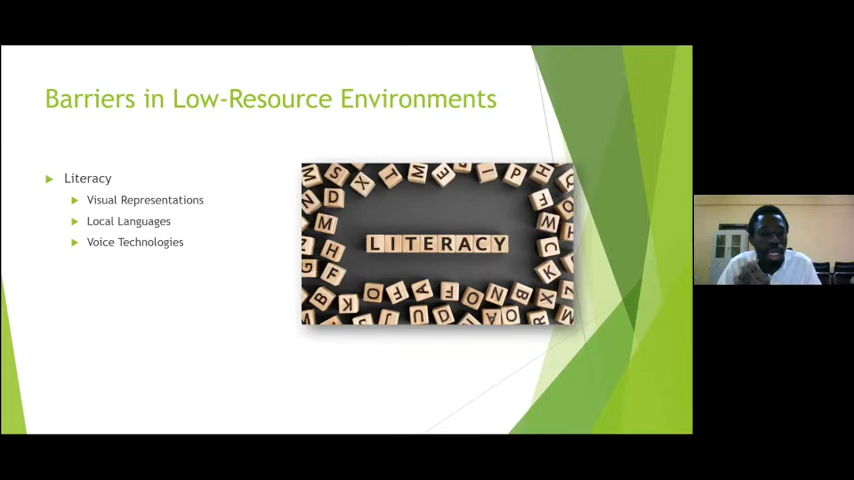 Barriers in Low-Resource Environments
Literacy
Visual Representations
Local Languages
Voice Technologies
LITERACY